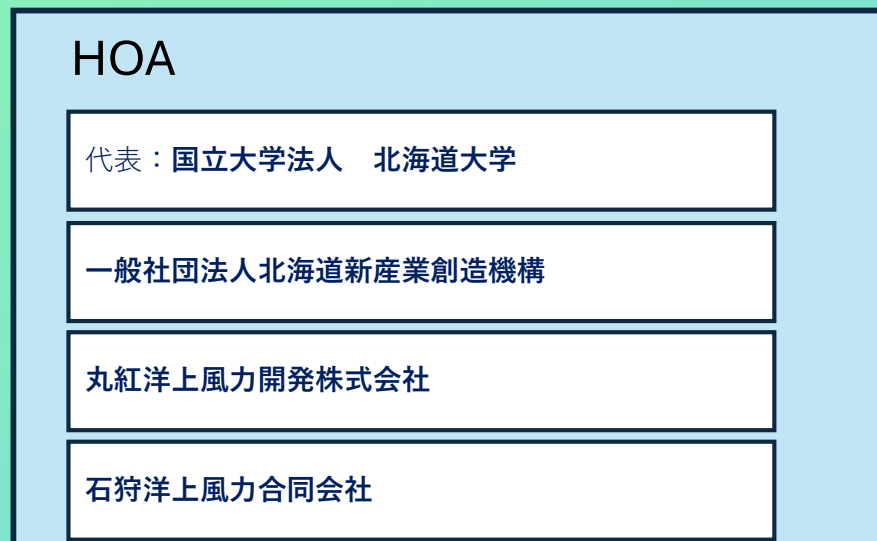 HOA
代表：国立大学法人　北海道大学
一般社団法人北海道新産業創造機構
丸紅洋上風力開発株式会社
石狩洋上風力合同会社